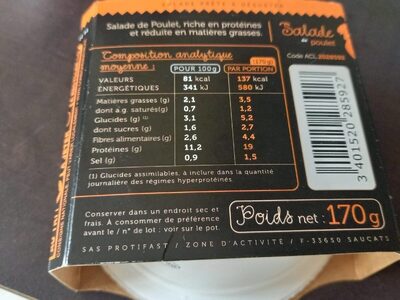 SALADE PRÊTE À DÉGUSTER
Salade de Poulet, riche en protéines
et réduite en matières grasses.
Salade
de poulet
Code ACL
Composition analytique
moyenne :
(170g)
POUR 100g PAR PORTION
VALEURS 81 kcal 137 kcal
ÉNERGÉTIQUES 341 kJ 580 kJ
Matières grasses (g) 2,1 3,5
dont a.g. saturés(g) 0,7 1,2
Glucides (g) (1) 3,1 5,2
dont sucres (g) 1,6 2,7
Fibres alimentaires (g) 2,6 4,4
Protéines (g) 11,2 19
Sel (g) 0,9 1,5
(1) Glucides assimilables, à inclure dans la quantité
journalière des régimes hyperprotéinés.
3 401520 285927
Conserver dans un endroit sec et
frais. À consommer de préférence
avant le / n° de lot : voir sur le pot.
Poids net : 170 g
SAS PROTIFAST / ZONE D'ACTIVITÉ / F-33650 SAUCATS